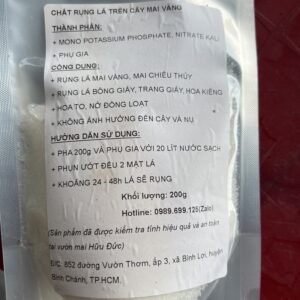 CHẤT RỤNG LÁ TRÊN CÂY MAI VÀNG
THÀNH PHẦN:
+ MONO POTASSIUM PHOSPHATE, NITRATE KALI
+ PHỤ GIA
CÔNG DỤNG:
+ RỤNG LÁ MAI VÀNG, MAI CHIẾU THỦY
+ RỤNG LÁ BÔNG GIẤY, TRANG GIẤY, HOA KIỂNG
+ HOA TO, NỞ ĐỒNG LOẠT
+ KHÔNG ẢNH HƯỞNG ĐẾN CÂY VÀ NỤ
HƯỚNG DẪN SỬ DỤNG:
+ PHA 200g VÀ PHỤ GIA VỚI 20 LÍT NƯỚC SẠCH
+ PHUN ƯỚT ĐỀU 2 MẶT LÁ
+ KHOẢNG 24 - 48h LÁ SẼ RỤNG
Khối lượng: 200g
Hotline: 0989.699.125(Zalo)
(Sản phẩm đã được kiểm tra tính hiệu quả và an toàn
tại vườn mai Hữu Đức)
Đ/C: 852 đường Vườn Thơm, ấp 3, xã Bình Lợi, huyện
Bình Chánh, TP.HCM.